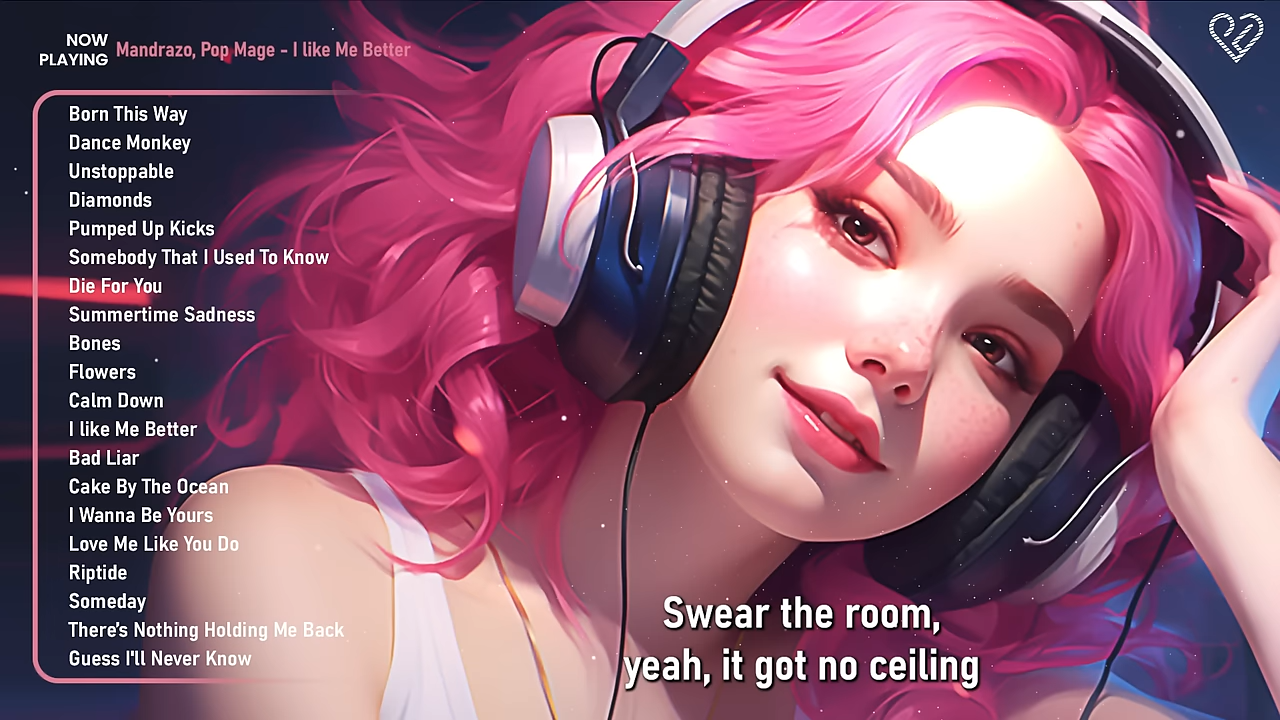 NOW
PLAYING
Mandrazo, Pop Mage - I like Me Better
Born This Way
Dance Monkey
Unstoppable
Diamonds
Pumped Up Kicks
Somebody That I Used To Know
Die For You
Summertime Sadness
Bones
Flowers
Calm Down
I like Me Better
Bad Liar
Cake By The Ocean
I Wanna Be Yours
Love Me Like You Do
Riptide
Someday
There's Nothing Holding Me Back
Guess I'll Never Know
Swear the room,
yeah, it got no ceiling